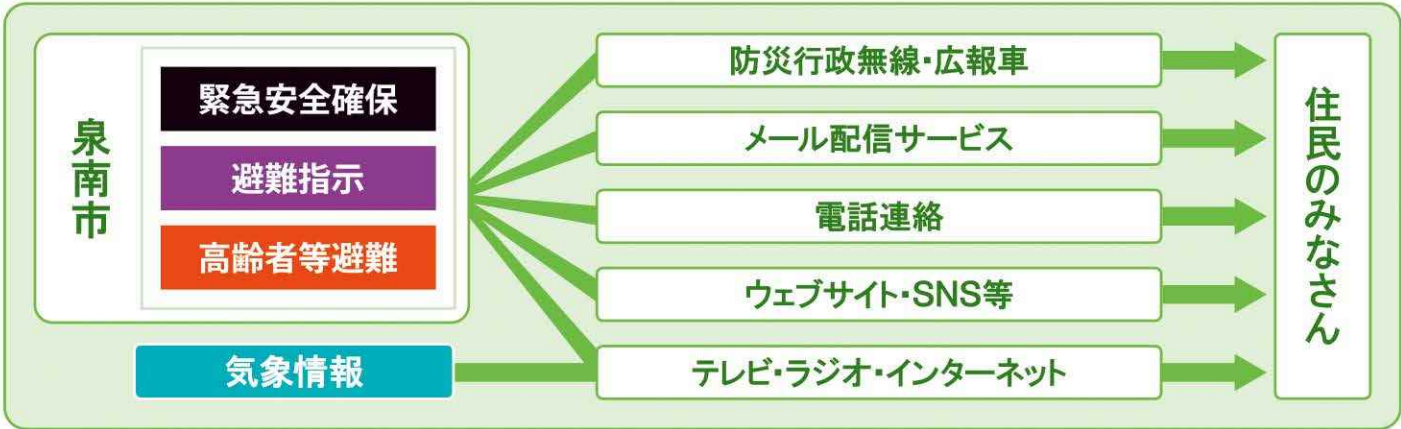 泉南市
緊急安全確保
避難指示
高齢者等避難
気象情報
防災行政無線・広報車
メール配信サービス
電話連絡
ウェブサイト・SNS等
テレビ・ラジオ・インターネット
住民のみなさん